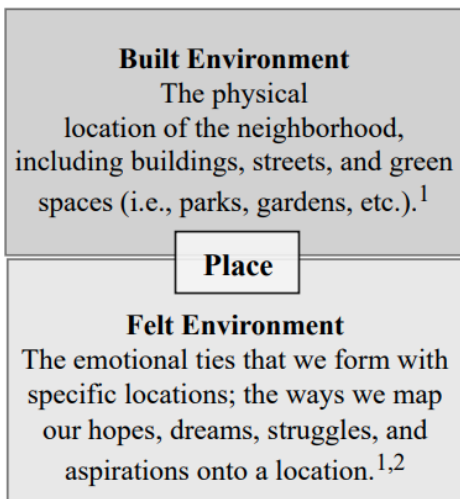 Built Environment
The physical
location of the neighborhood,
including buildings, streets, and green
spaces (i.e., parks, gardens, etc.).1
Place
Felt Environment
The emotional ties that we form with
specific locations; the ways we map
our hopes, dreams, struggles, and
aspirations onto a location.1,2